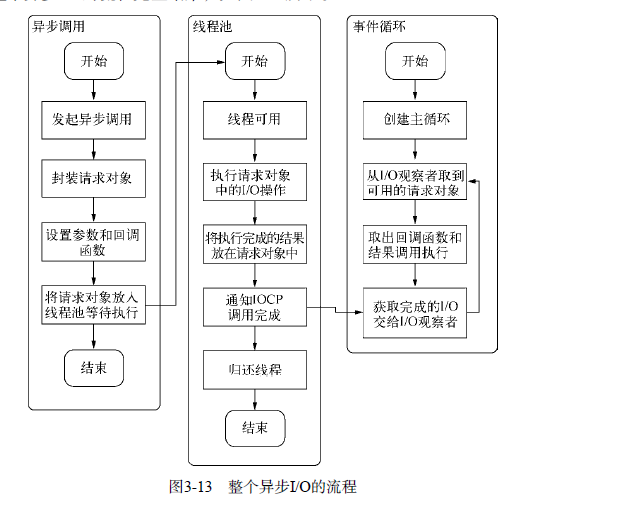 异步调用
开始
发起异步调用
封装请求对象
设置参数和回调
函数
将请求对象放入
线程池等待执行
结束
线程池
开始
线程可用
执行请求对象
中的I/O操作
将执行完成的结果
放在请求对象中
通知IOCP
调用完成
归还线程
结束
事件循环
开始
创建主循环
从I/O观察者取到
可用的请求对象
取出回调函数和
结果调用执行
获取完成的I/O
交给I/O观察者
图3-13 整个异步I/O的流程